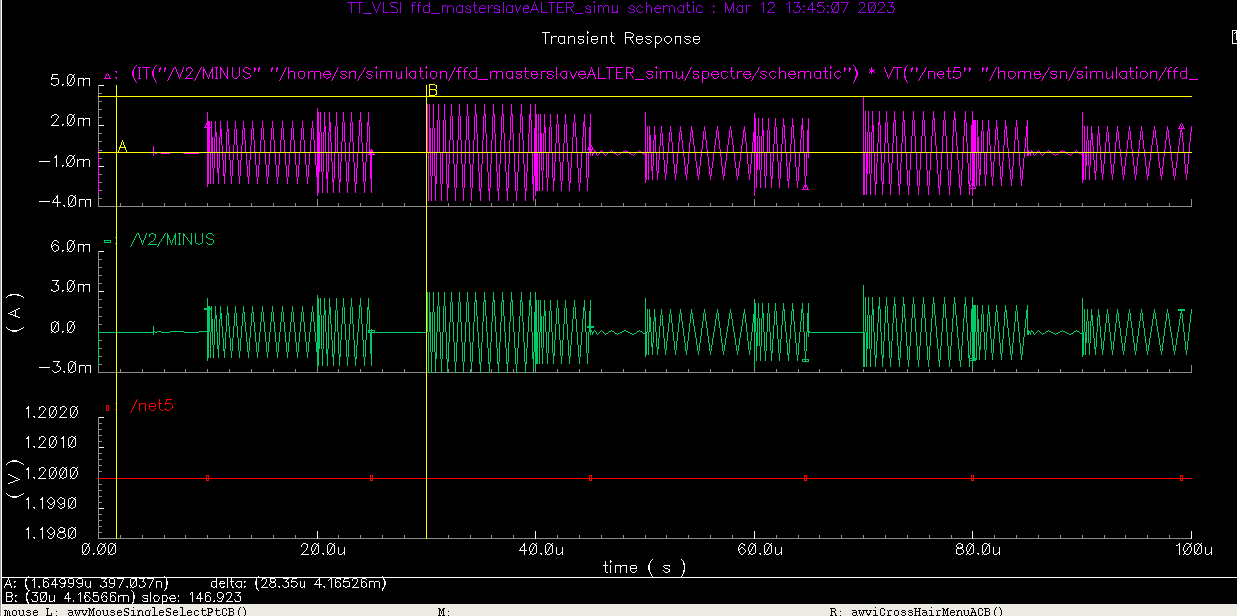 TT_VLSI ffd_masterslaveALTER_simu schematic : Mar 12 13:45:07 2023
Transient Response
(IT("/V2/MINUS" "/home/sn/simulation/ffd_masterslaveALTER_simu/spectre/schematic") * VT("/net5" "/home/sn/simulation/ffd_
5.0m
B
2.0m
A
-1.0m
-4.0m
/V2/MINUS
6.0m
3.0m
( A )
0.0
-3.0m
/net5
1.2020
1.2010
( V )
1.2000
1.1990
1.1980
0.00 20.0u 40.0u 60.0u 80.0u 100u
time ( s )
A: (1.64999u 397.037n) delta: (28.35u 4.16526m)
B: (30u 4.16566m) slope: 146.923
mouse L: awvMouseSingleSelectPtCB() M: R: awviCrossHairMenuACB()